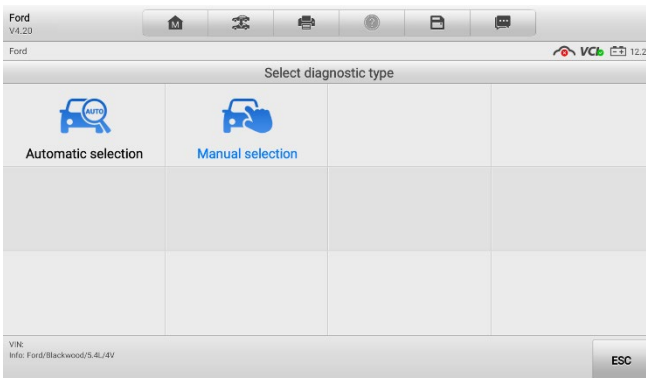 Ford
V4.20
M
?
Ford
VCb
12.2
Select diagnostic type
AUTO
Automatic selection
Manual selection
VIN:
Info: Ford/Blackwood/5.4L/4V
ESC